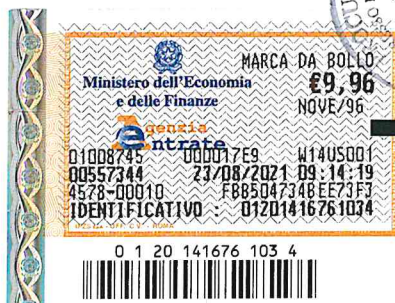 MARCA DA BOLLO
Ministero dell'Economia
e delle Finanze
€9,96
NOVE/96
Agenzia
Entrate
01008745 000017E9 W14US001
00557344 23/08/2021 09:14:19
4578-00010 FBB504734BEE73F3
IDENTIFICATIVO : 01201416761034
0 1 20 141676 103 4